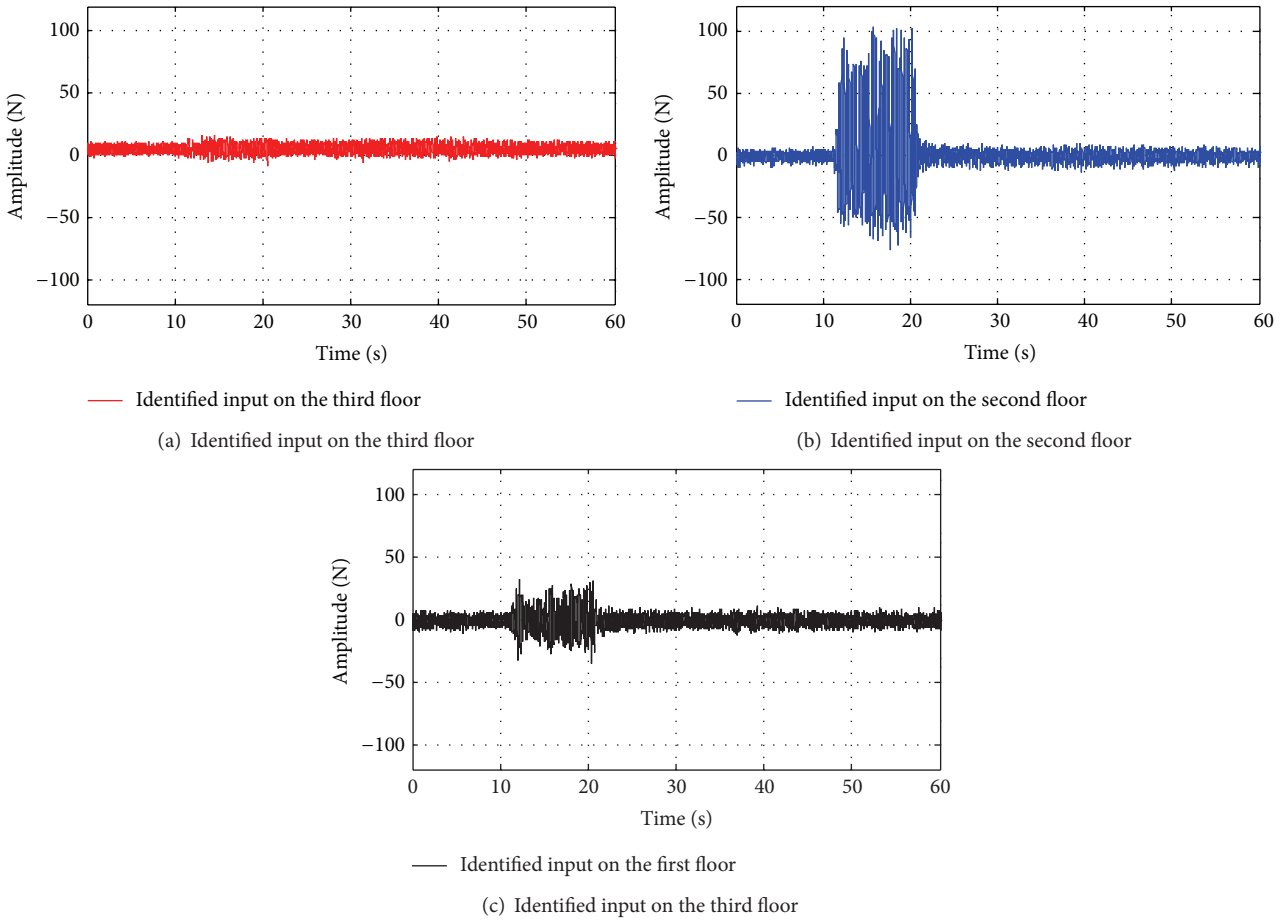 100
50
0
−50
−100
Amplitude (N)
0 10 20 30 40 50 60
Time (s)
Identified input on the third floor
(a) Identified input on the third floor
100
50
0
−50
−100
Amplitude (N)
0 10 20 30 40 50 60
Time (s)
Identified input on the second floor
(b) Identified input on the second floor
100
50
0
−50
−100
Amplitude (N)
0 10 20 30 40 50 60
Time (s)
Identified input on the first floor
(c) Identified input on the third floor